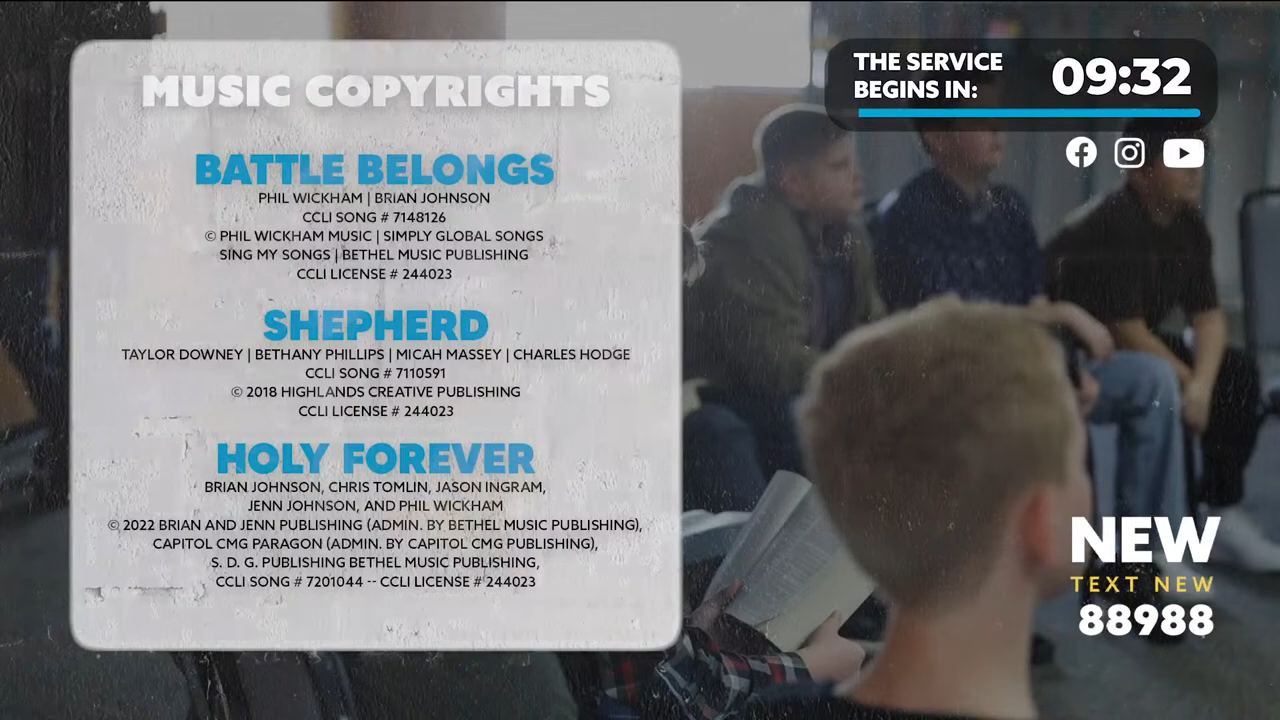 MUSIC COPYRIGHTS
BATTLE BELONGS
PHIL WICKHAM | BRIAN JOHNSON
CCLI SONG # 7148126
© PHIL WICKHAM MUSIC | SIMPLY GLOBAL SONGS
SING MY SONGS | BETHEL MUSIC PUBLISHING
CCLI LICENSE # 244023
SHEPHERD
TAYLOR DOWNEY | BETHANY PHILLIPS | MICAH MASSEY | CHARLES HODGE
CCLI SONG # 7110591
© 2018 HIGHLANDS CREATIVE PUBLISHING
CCLI LICENSE # 244023
HOLY FOREVER
BRIAN JOHNSON, CHRIS TOMLIN, JASON INGRAM,
JENN JOHNSON, AND PHIL WICKHAM
© 2022 BRIAN AND JENN PUBLISHING (ADMIN. BY BETHEL MUSIC PUBLISHING),
CAPITOL CMG PARAGON (ADMIN. BY CAPITOL CMG PUBLISHING),
S. D. G. PUBLISHING BETHEL MUSIC PUBLISHING,
CCLI SONG # 7201044 -- CCLI LICENSE # 244023
THE SERVICE
BEGINS IN:
09:32
NEW
TEXT NEW
88988